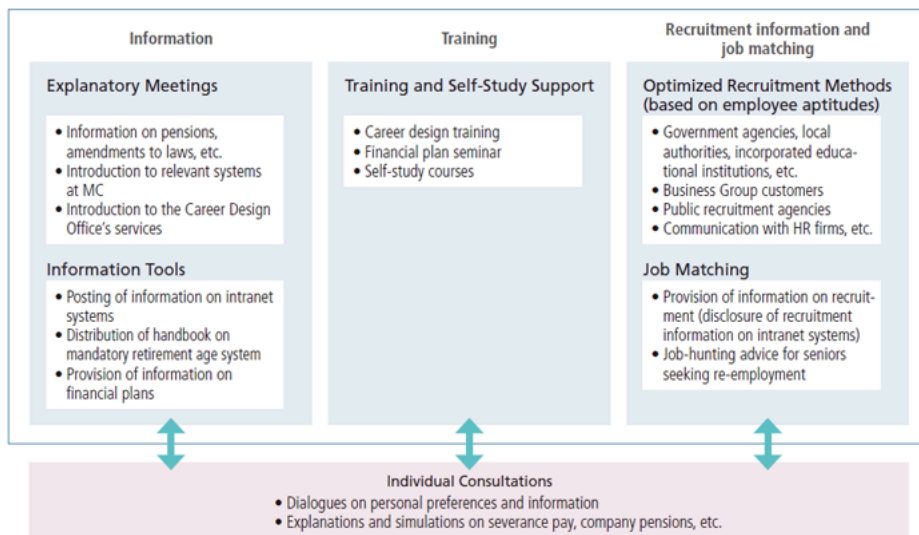 Information
Explanatory Meetings
• Information on pensions,
amendments to laws, etc.
• Introduction to relevant systems
at MC
• Introduction to the Career Design
Office's services
Information Tools
• Posting of information on intranet
systems
• Distribution of handbook on
mandatory retirement age system
• Provision of information on
financial plans
Training
Training and Self-Study Support
• Career design training
• Financial plan seminar
• Self-study courses
Recruitment information and
job matching
Optimized Recruitment Methods
(based on employee aptitudes)
• Government agencies, local
authorities, incorporated educa-
tional institutions, etc.
• Business Group customers
• Public recruitment agencies
• Communication with HR firms, etc.
Job Matching
• Provision of information on recruit-
ment (disclosure of recruitment
information on intranet systems)
• Job-hunting advice for seniors
seeking re-employment
Individual Consultations
• Dialogues on personal preferences and information
• Explanations and simulations on severance pay, company pensions, etc.